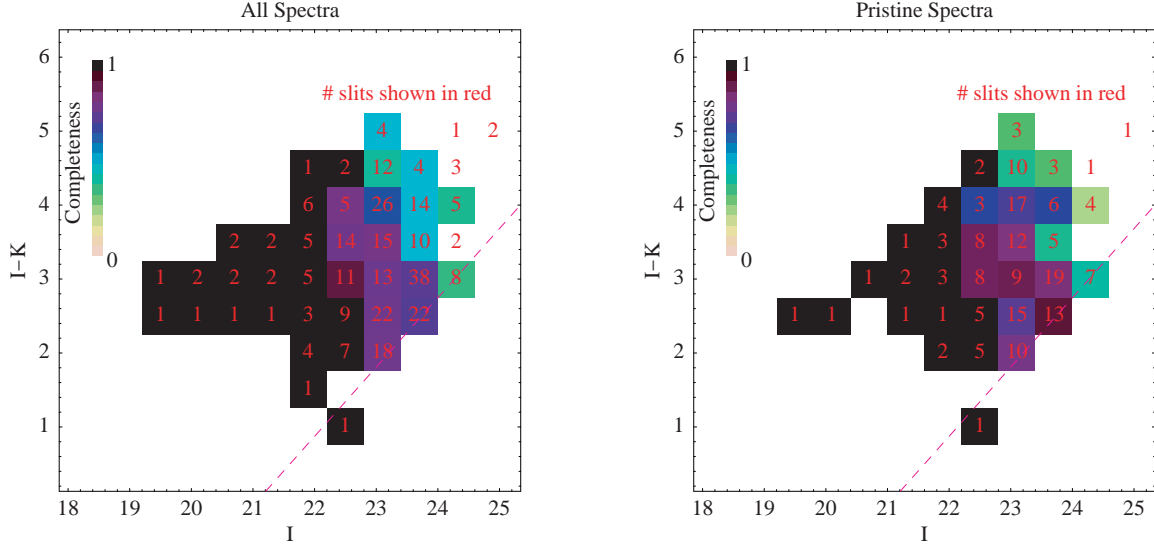 All Spectra
6
5
4
3
2
1
I-K
Completeness
1
0
# slits shown in red
4 1 2
1 2 12 4 3
6 5 26 14 5
2 2 5 14 15 10 2
1 2 2 2 5 11 13 38 8
1 1 1 1 3 9 22 22
4 7 18
1
1
18 19 20 21 22 23 24 25
I
Pristine Spectra
6
5
4
3
2
1
I-K
Completeness
1
0
# slits shown in red
3 1
2 10 3 1
4 3 17 6 4
1 3 8 12 5
1 2 3 8 9 19 7
1 1 1 1 5 15 13
2 5 10
1
18 19 20 21 22 23 24 25
I